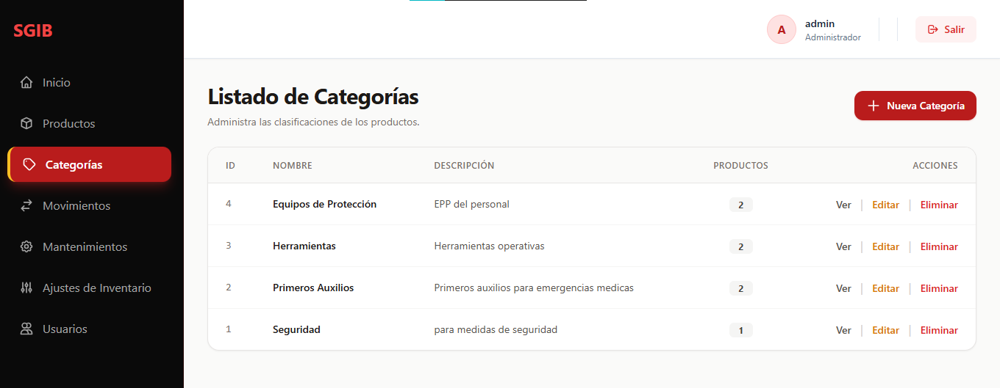 SGIB
Inicio
Productos
Categorías
Movimientos
Mantenimientos
Ajustes de Inventario
Usuarios
A
admin
Administrador
Salir
Listado de Categorías
Administra las clasificaciones de los productos.
Nueva Categoría
ID NOMBRE DESCRIPCIÓN PRODUCTOS ACCIONES
4 Equipos de Protección EPP del personal 2 Ver | Editar | Eliminar
3 Herramientas Herramientas operativas 2 Ver | Editar | Eliminar
2 Primeros Auxilios Primeros auxilios para emergencias medicas 2 Ver | Editar | Eliminar
1 Seguridad para medidas de seguridad 1 Ver | Editar | Eliminar